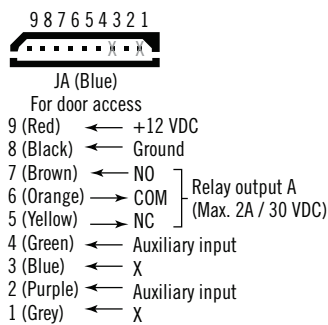 9 8 7 6 5 4 3 2 1
X X
JA (Blue)
For door access
9 (Red) ← +12 VDC
8 (Black) ← Ground
7 (Brown) ← NO
6 (Orange) → COM
5 (Yellow) → NC
Relay output A
(Max. 2A / 30 VDC)
4 (Green) ← Auxiliary input
3 (Blue) ← X
2 (Purple) ← Auxiliary input
1 (Grey) ← X